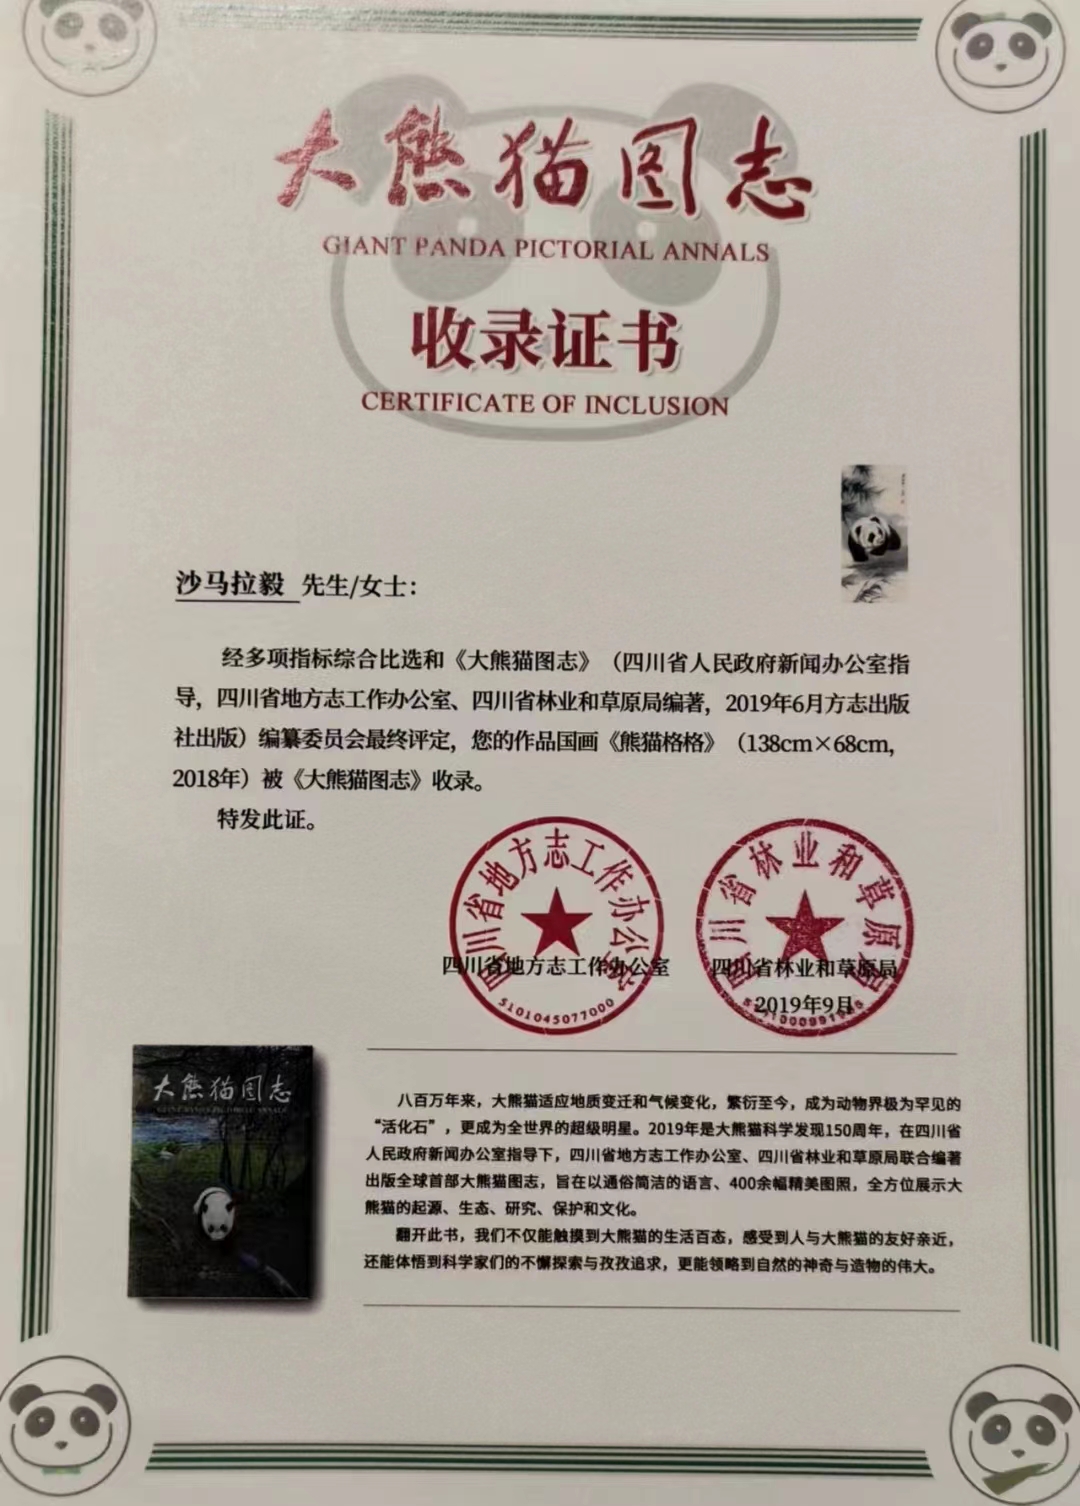 大熊猫图志
GIANT PANDA PICTORIAL ANNALS
收录证书
CERTIFICATE OF INCLUSION
沙马拉毅 先生/女士：
经多项指标综合比选和《大熊猫图志》（四川省人民政府新闻办公室指
导，四川省地方志工作办公室、四川省林业和草原局编著，2019年6月方志出版
社出版）编纂委员会最终评定，您的作品国画《熊猫格格》（138cm×68cm，
2018年）被《大熊猫图志》收录。
特发此证。
四川省地方志工作办公室
5101045077000
四川省林业和草原局
四川省地方志工作办公室 四川省林业和草原局
2019年9月
大熊猫图志
GIANT PANDA PICTORIAL ANNALS
八百万年来，大熊猫适应地质变迁和气候变化，繁衍至今，成为动物界极为罕见的
“活化石”，更成为全世界的超级明星。2019年是大熊猫科学发现150周年，在四川省
人民政府新闻办公室指导下，四川省地方志工作办公室、四川省林业和草原局联合编著
出版全球首部大熊猫图志，旨在以通俗简洁的语言、400余幅精美图照，全方位展示大
熊猫的起源、生态、研究、保护和文化。
翻开此书，我们不仅能触摸到大熊猫的生活百态，感受到人与大熊猫的友好亲近，
还能体悟到科学家们的不懈探索与孜孜追求，更能领略到自然的神奇与造物的伟大。